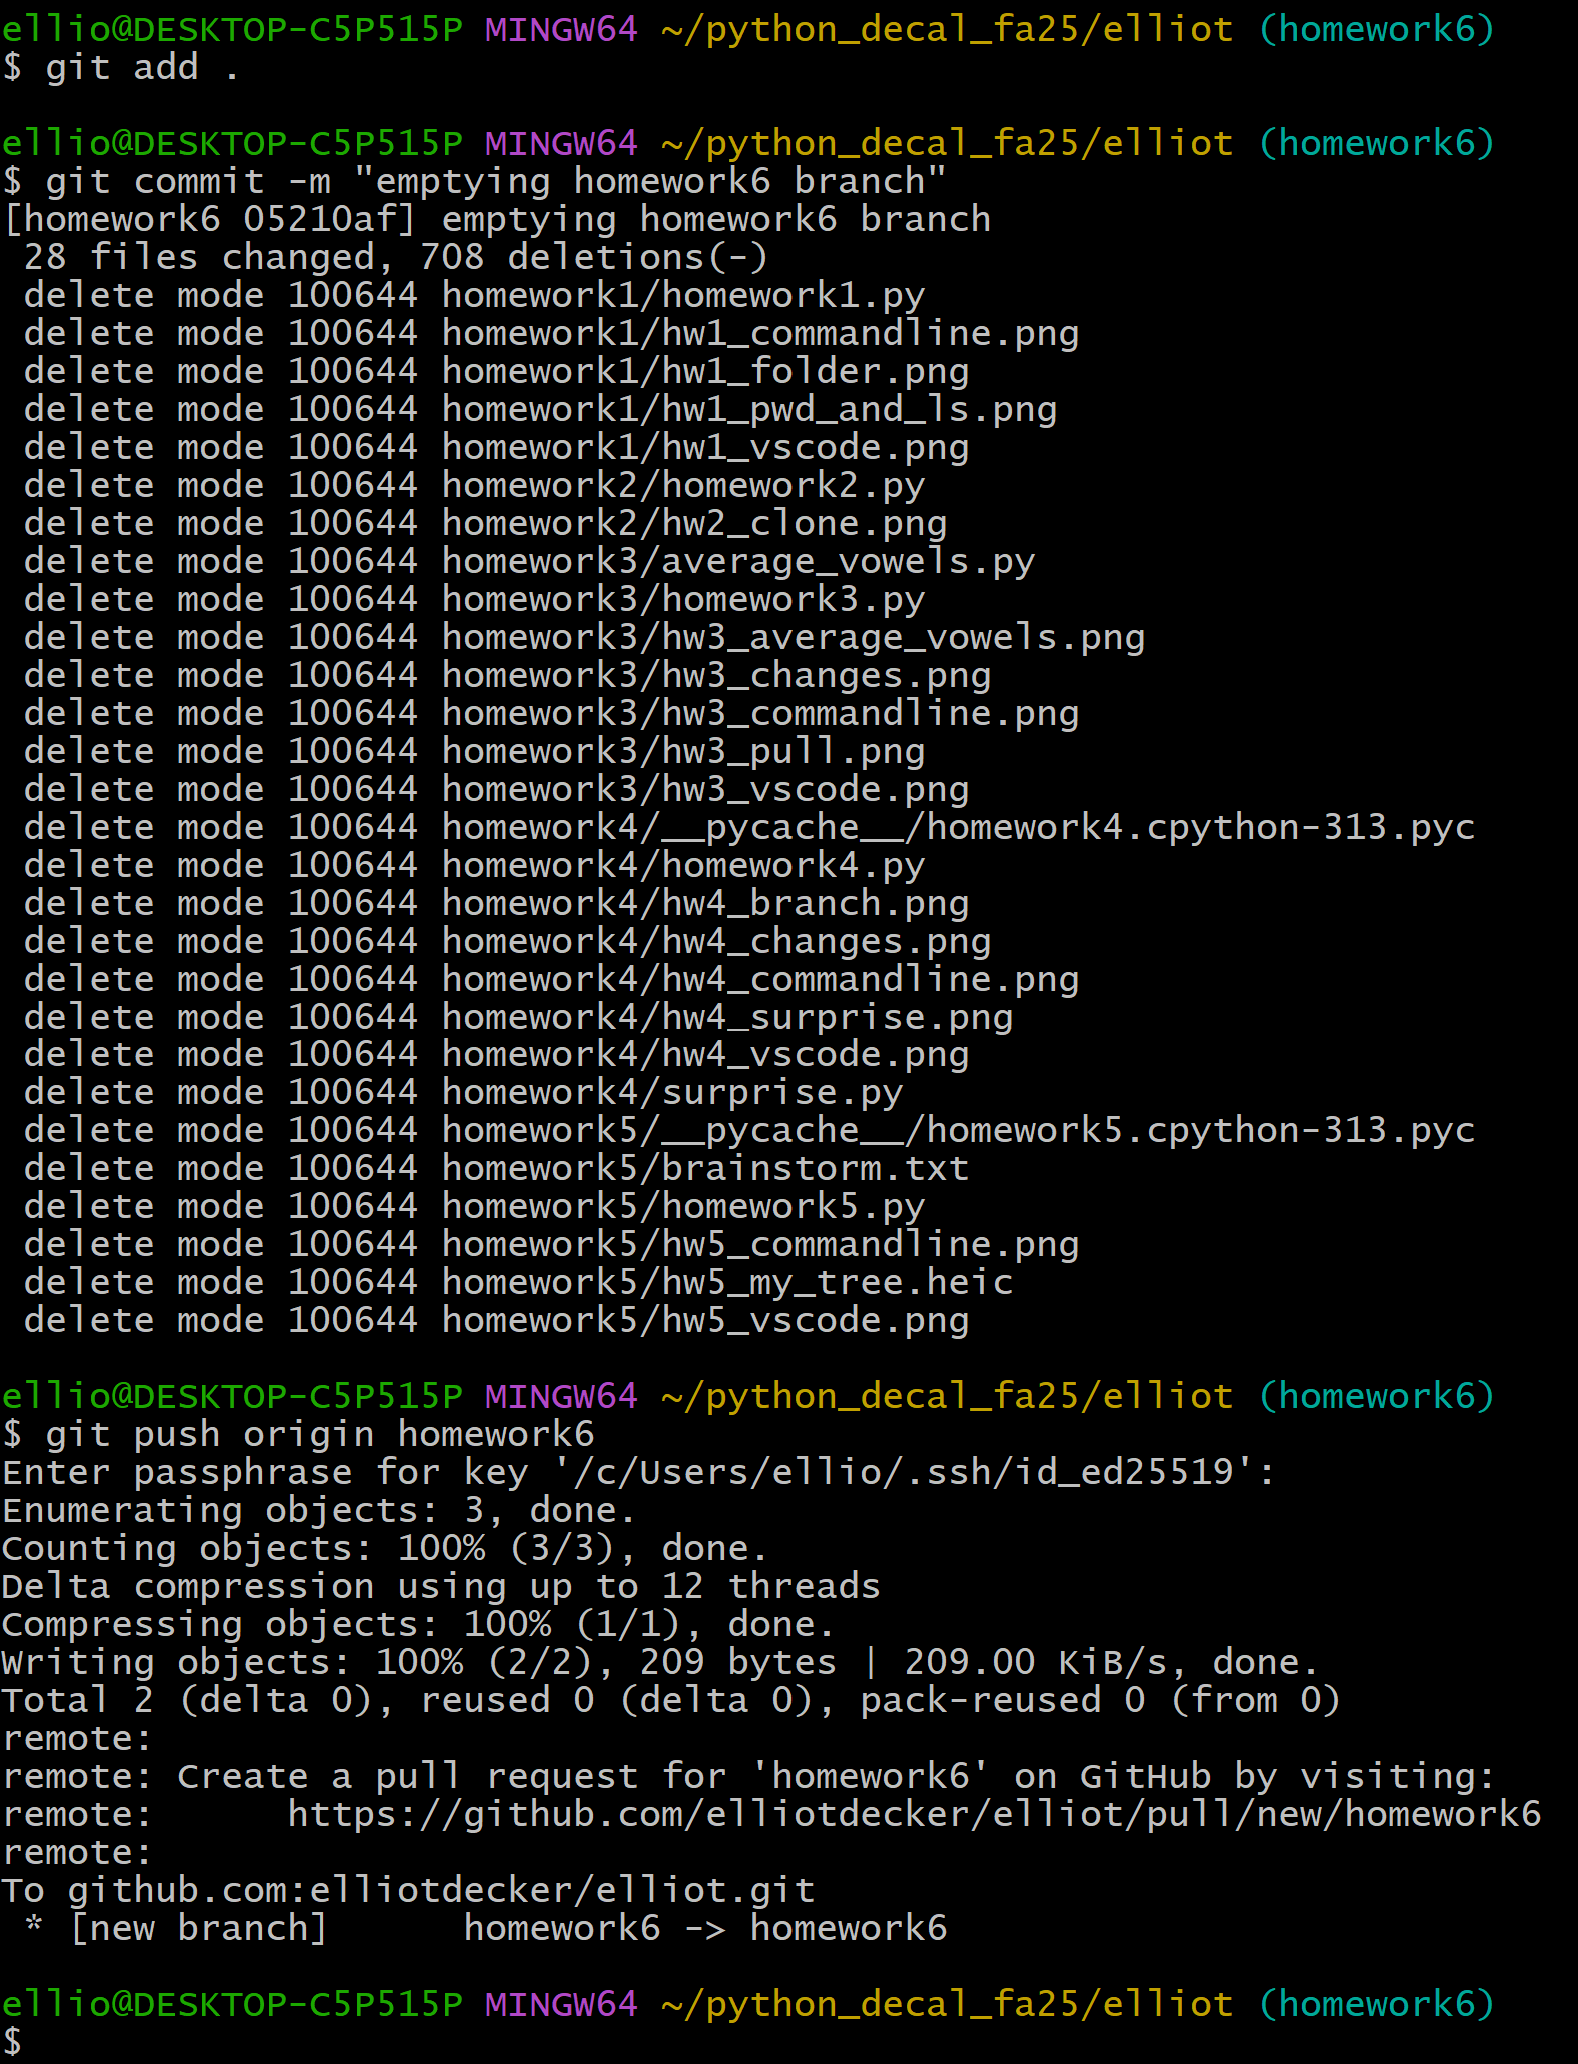 ellio@DESKTOP-C5P515P MINGW64 ~/python_decal_fa25/elliot (homework6)
$ git add .
ellio@DESKTOP-C5P515P MINGW64 ~/python_decal_fa25/elliot (homework6)
$ git commit -m "emptying homework6 branch"
[homework6 05210af] emptying homework6 branch
 28 files changed, 708 deletions(-)
 delete mode 100644 homework1/homework1.py
 delete mode 100644 homework1/hw1_commandline.png
 delete mode 100644 homework1/hw1_folder.png
 delete mode 100644 homework1/hw1_pwd_and_ls.png
 delete mode 100644 homework1/hw1_vscode.png
 delete mode 100644 homework2/homework2.py
 delete mode 100644 homework2/hw2_clone.png
 delete mode 100644 homework3/average_vowels.py
 delete mode 100644 homework3/homework3.py
 delete mode 100644 homework3/hw3_average_vowels.png
 delete mode 100644 homework3/hw3_changes.png
 delete mode 100644 homework3/hw3_commandline.png
 delete mode 100644 homework3/hw3_pull.png
 delete mode 100644 homework3/hw3_vscode.png
 delete mode 100644 homework4/__pycache__/homework4.cpython-313.pyc
 delete mode 100644 homework4/homework4.py
 delete mode 100644 homework4/hw4_branch.png
 delete mode 100644 homework4/hw4_changes.png
 delete mode 100644 homework4/hw4_commandline.png
 delete mode 100644 homework4/hw4_surprise.png
 delete mode 100644 homework4/hw4_vscode.png
 delete mode 100644 homework4/surprise.py
 delete mode 100644 homework5/__pycache__/homework5.cpython-313.pyc
 delete mode 100644 homework5/brainstorm.txt
 delete mode 100644 homework5/homework5.py
 delete mode 100644 homework5/hw5_commandline.png
 delete mode 100644 homework5/hw5_my_tree.heic
 delete mode 100644 homework5/hw5_vscode.png
ellio@DESKTOP-C5P515P MINGW64 ~/python_decal_fa25/elliot (homework6)
$ git push origin homework6
Enter passphrase for key '/c/Users/ellio/.ssh/id_ed25519':
Enumerating objects: 3, done.
Counting objects: 100% (3/3), done.
Delta compression using up to 12 threads
Compressing objects: 100% (1/1), done.
Writing objects: 100% (2/2), 209 bytes | 209.00 KiB/s, done.
Total 2 (delta 0), reused 0 (delta 0), pack-reused 0 (from 0)
remote:
remote: Create a pull request for 'homework6' on GitHub by visiting:
remote:      https://github.com/elliotdecker/elliot/pull/new/homework6
remote:
To github.com:elliotdecker/elliot.git
 * [new branch]      homework6 -> homework6
ellio@DESKTOP-C5P515P MINGW64 ~/python_decal_fa25/elliot (homework6)
$